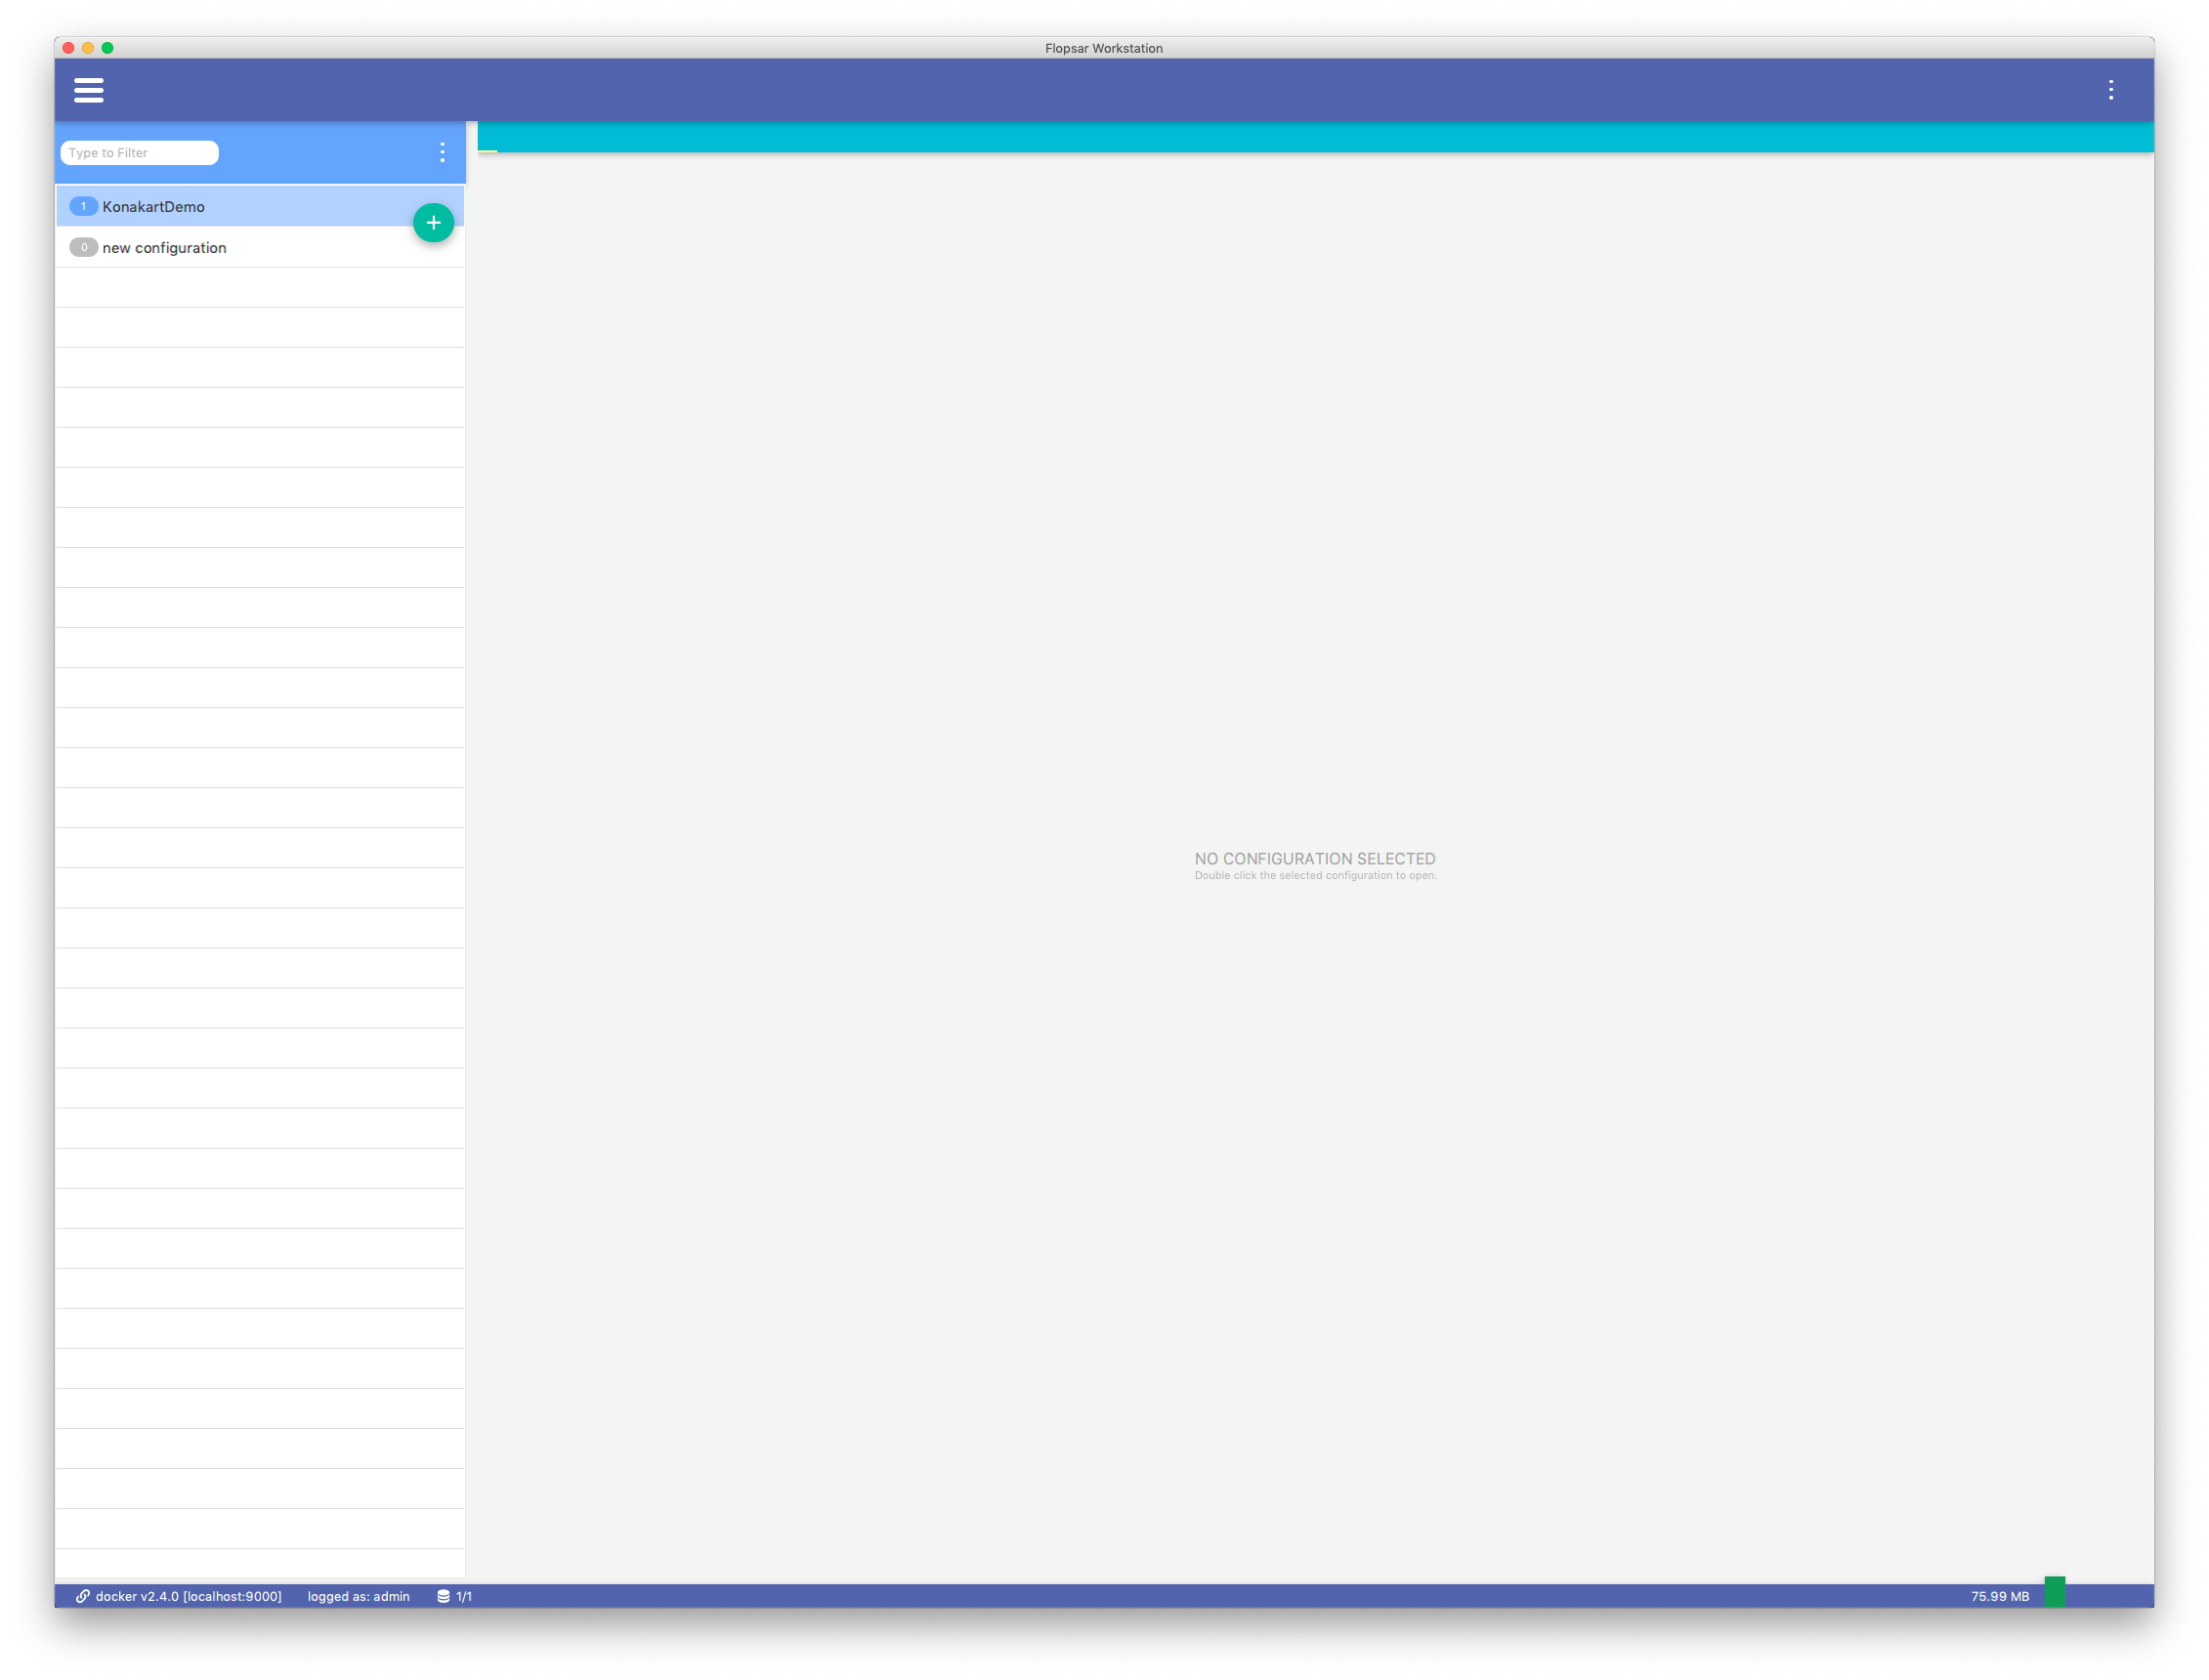 Flopsar Workstation
Type to Filter
1 KonakartDemo
0 new configuration
NO CONFIGURATION SELECTED
Double click the selected configuration to open.
docker v2.4.0 [localhost:9000] logged as: admin 1/1 75.99 MB